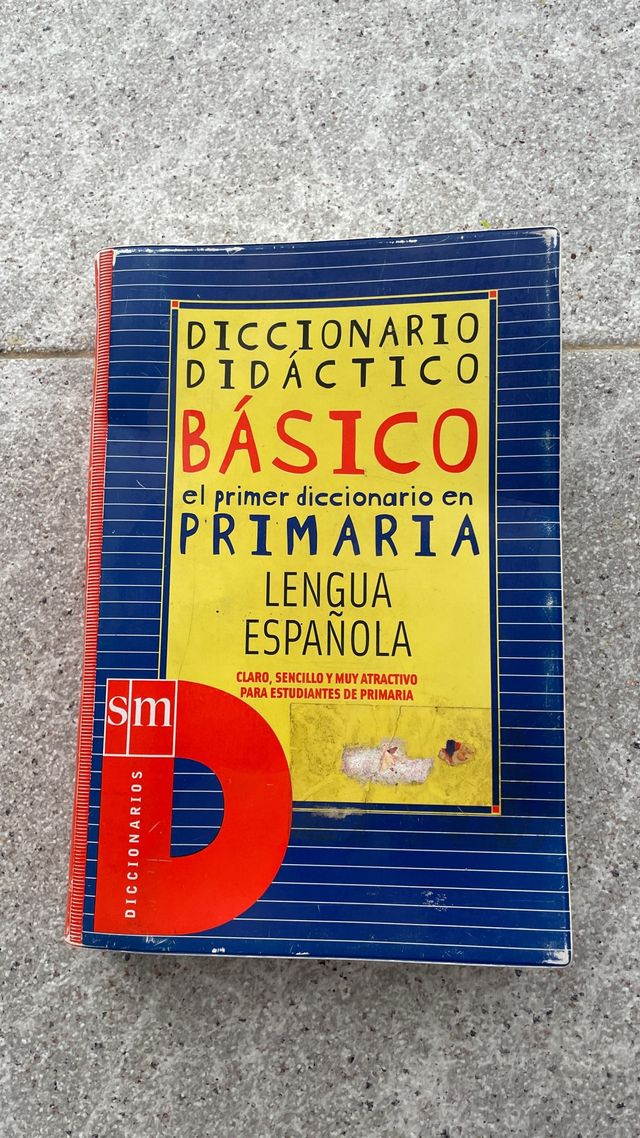 DICCIONARIO
DIDÁCTICO
BÁSICO
el primer diccionario en
PRIMARIA
LENGUA
ESPAÑOLA
CLARO, SENCILLO Y MUY ATRACTIVO
PARA ESTUDIANTES DE PRIMARIA
sm
DICCIONARIOS
D